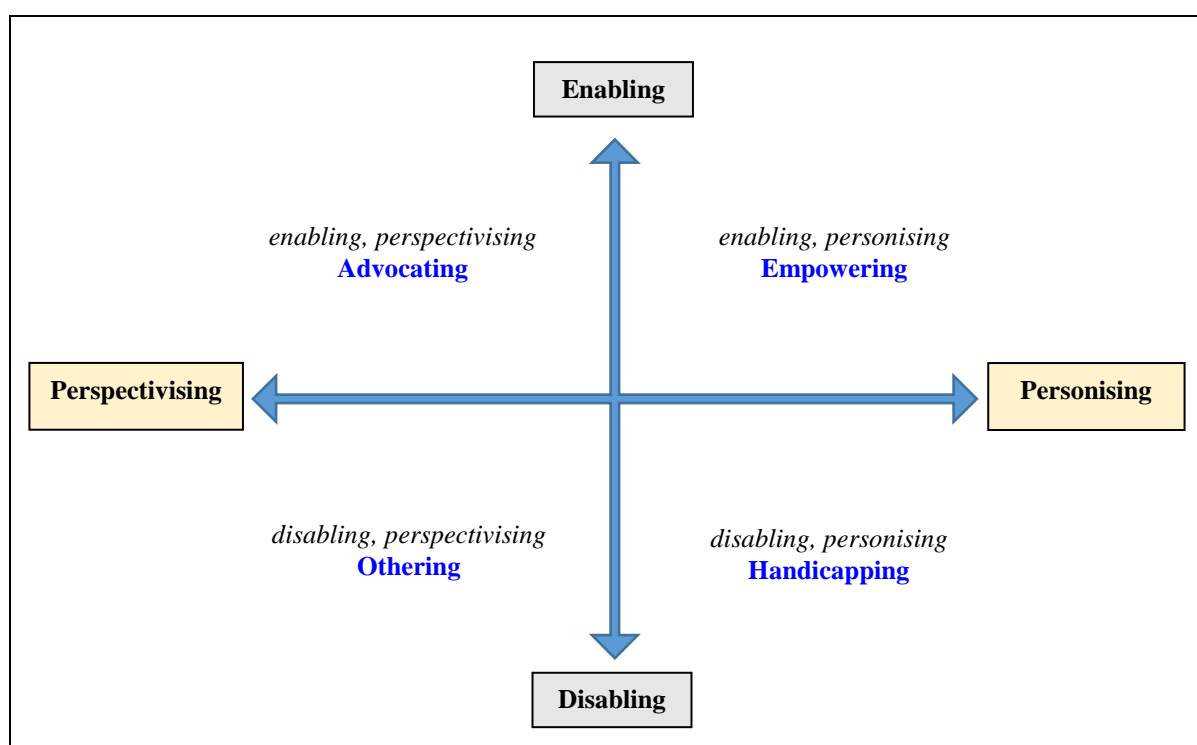 Enabling
enabling, perspectivising
Advocating
enabling, personising
Empowering
Perspectivising
Personising
disabling, perspectivising
Othering
disabling, personising
Handicapping
Disabling